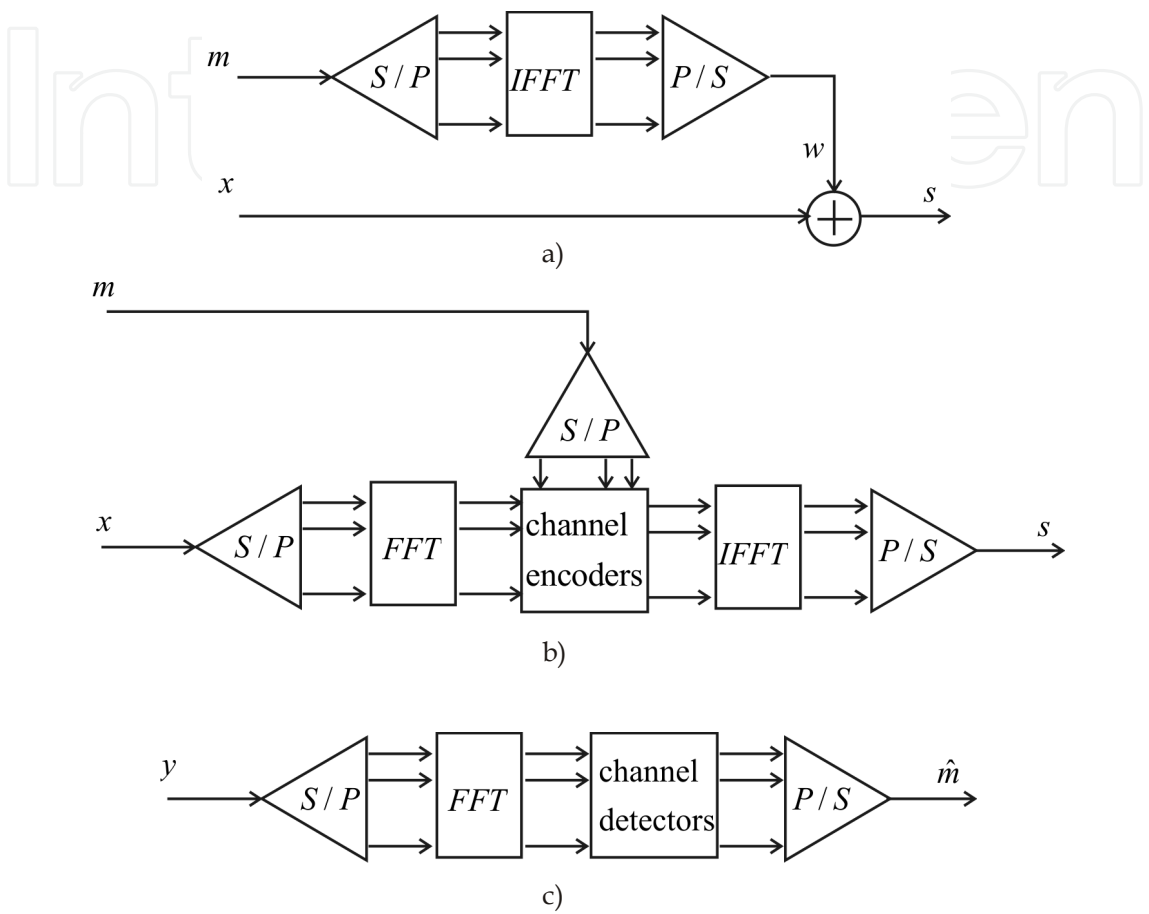 m
S / P
IFFT
P / S
w
x
s
a)
m
S / P
x
S / P
FFT
channel
encoders
IFFT
P / S
s
b)
y
S / P
FFT
channel
detectors
P / S
m̂
c)